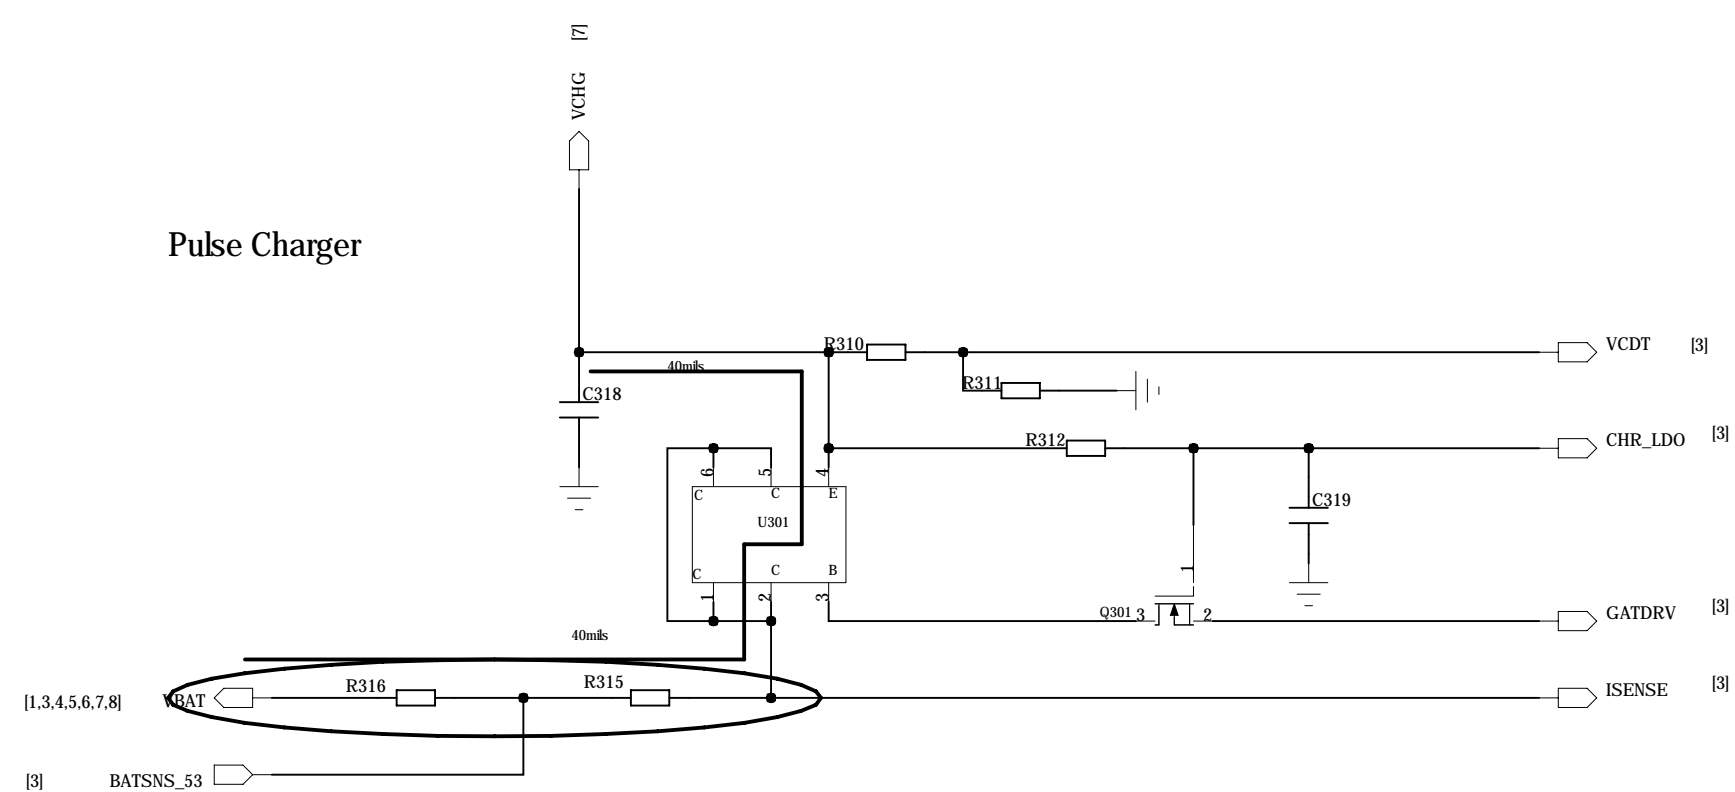 [7]
VCHG
Pulse Charger
R310
VCDT [3]
40mils
R311
C318
R312
CHR_LDO [3]
6 5 4
C C E
C319
U301
C C B
1
1 2 3
Q301 3 2
GATDRV [3]
40mils
R316
R315
ISENSE [3]
[1,3,4,5,6,7,8] VBAT
[3] BATSNS_53